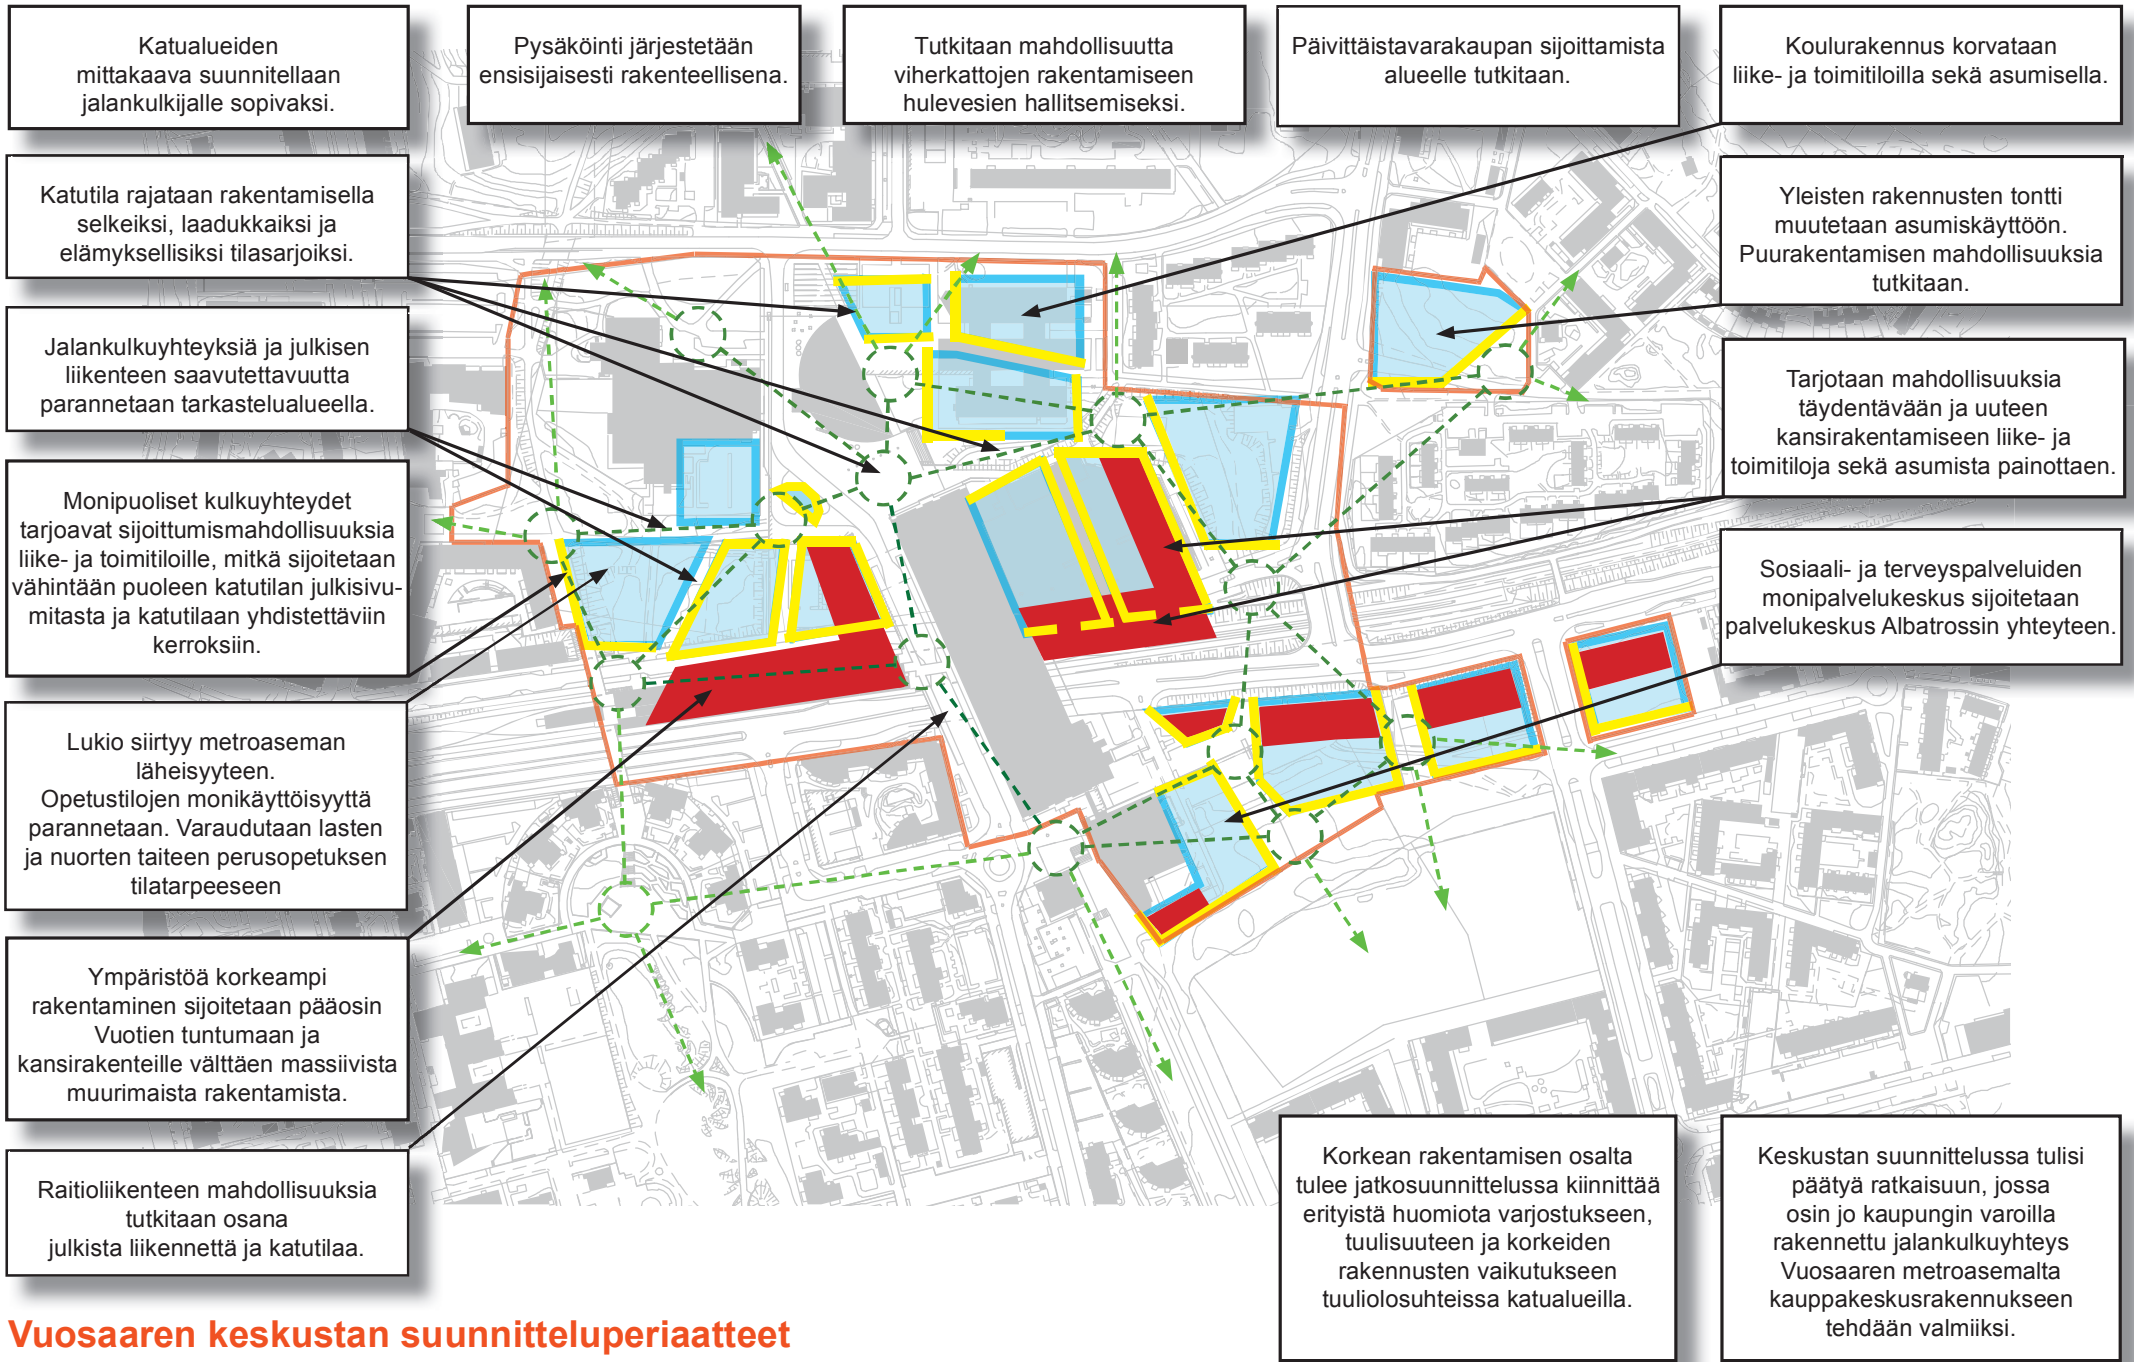 Katualueiden
mittakaava suunnitellaan
jalankulkijalle sopivaksi.
Pysäköinti järjestetään
ensisijaisesti rakenteellisena.
Tutkitaan mahdollisuutta
viherkattojen rakentamiseen
hulevesien hallitsemiseksi.
Päivittäistavarakaupan sijoittamista
alueelle tutkitaan.
Koulurakennus korvataan
liike- ja toimitiloilla sekä asumisella.
Katutila rajataan rakentamisella
selkeiksi, laadukkaiksi ja
elämyksellisiksi tilasarjoiksi.
Yleisten rakennusten tontti
muutetaan asumiskäyttöön.
Puurakentamisen mahdollisuuksia
tutkitaan.
Jalankulkuyhteyksiä ja julkisen
liikenteen saavutettavuutta
parannetaan tarkastelualueella.
Tarjotaan mahdollisuuksia
täydentävään ja uuteen
kansirakentamiseen liike- ja
toimitiloja sekä asumista painottaen.
Monipuoliset kulkuyhteydet
tarjoavat sijoittumismahdollisuuksia
liike- ja toimitiloille, mitkä sijoitetaan
vähintään puoleen katutilan julkisivu-
mitasta ja katutilaan yhdistettäviin
kerroksiin.
Sosiaali- ja terveyspalveluiden
monipalvelukeskus sijoitetaan
palvelukeskus Albatrossin yhteyteen.
Lukio siirtyy metroaseman
läheisyyteen.
Opetustilojen monikäyttöisyyttä
parannetaan. Varaudutaan lasten
ja nuorten taiteen perusopetuksen
tilatarpeeseen
Ympäristöä korkeampi
rakentaminen sijoitetaan pääosin
Vuotien tuntumaan ja
kansirakenteille välttäen massiivista
muurimaista rakentamista.
Raitioliikenteen mahdollisuuksia
tutkitaan osana
julkista liikennettä ja katutilaa.
Korkean rakentamisen osalta
tulee jatkosuunnittelussa kiinnittää
erityistä huomiota varjostukseen,
tuulisuuteen ja korkeiden
rakennusten vaikutukseen
tuuliolosuhteissa katualueilla.
Keskustan suunnittelussa tulisi
päätyä ratkaisuun, jossa
osin jo kaupungin varoilla
rakennettu jalankulkuyhteys
Vuosaaren metroasemalta
kauppakeskusrakennukseen
tehdään valmiiksi.
Vuosaaren keskustan suunnitteluperiaatteet